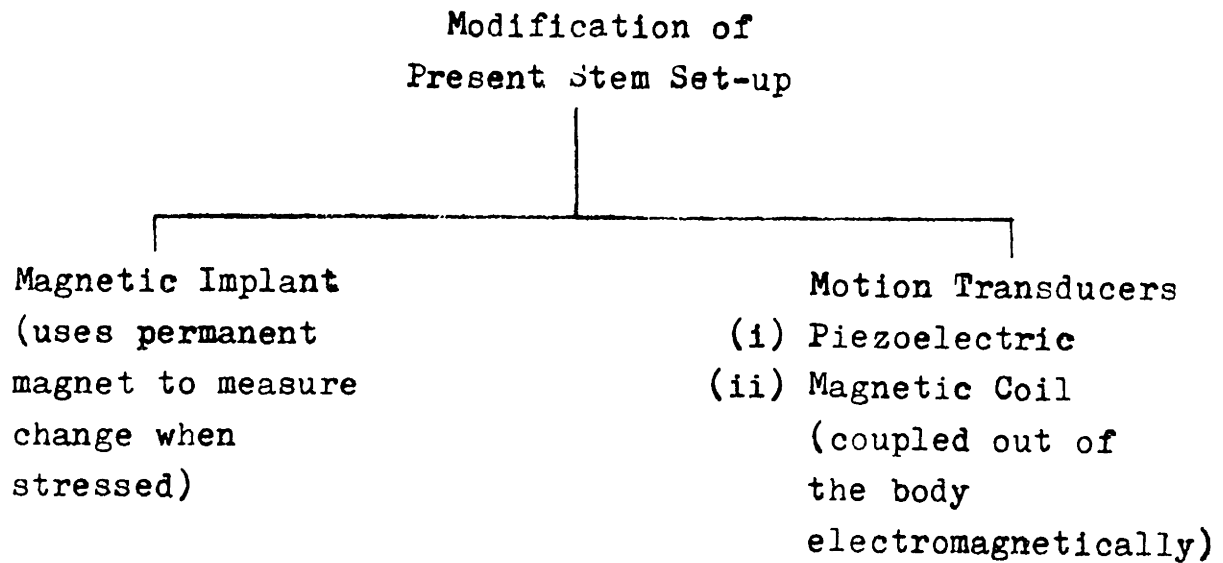 Modification of
Present Stem Set-up
Magnetic Implant
(uses permanent
magnet to measure
change when
stressed)
Motion Transducers
(i) Piezoelectric
(ii) Magnetic Coil
(coupled out of
the body
electromagnetically)